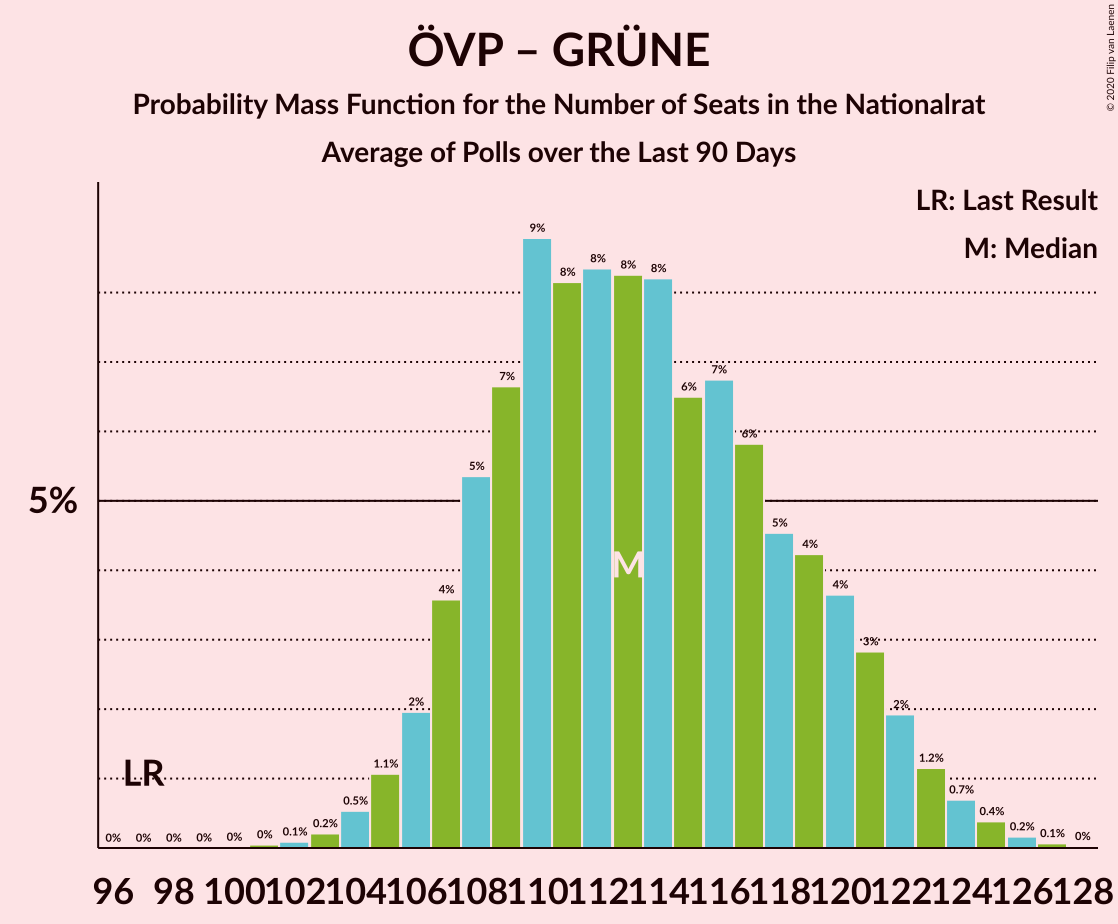 ÖVP – GRÜNE
Probability Mass Function for the Number of Seats in the Nationalrat
Average of Polls over the Last 90 Days
© 2020 Filip van Laenen
LR: Last Result
M: Median
5%
LR
M
0% 0% 0% 0% 0% 0% 0.1% 0.2% 0.5% 1.1% 2% 4% 5% 7% 9% 8% 8% 8% 8% 6% 7% 6% 5% 4% 4% 3% 2% 1.2% 0.7% 0.4% 0.2% 0.1% 0%
96 98 100 102 104 106 108 110 112 114 116 118 120 122 124 126 128